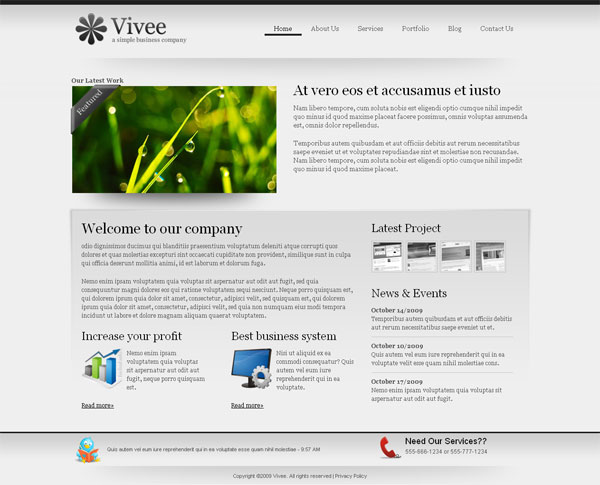 Vivee
a simple business company
Home About Us Services Portfolio Blog Contact Us
Our Latest Work
Featured
At vero eos et accusamus et iusto
Nam libero tempore, cum soluta nobis est eligendi optio cumque nihil impedit
quo minus id quod maxime placeat facere possimus, omnis voluptas assumenda
est, omnis dolor repellendus.
Temporibus autem quibusdam et aut officiis debitis aut rerum necessitatibus
saepe eveniet ut et voluptates repudiandae sint et molestiae non recusandae.
Nam libero tempore, cum soluta nobis est eligendi optio cumque nihil impedit
quo minus id quod maxime placeat.
Welcome to our company
odio dignissimos ducimus qui blanditiis praesentium voluptatum deleniti atque corrupti quos
dolores et quas molestias excepturi sint occaecati cupiditate non provident, similique sunt in culpa
qui officia deserunt mollitia animi, id est laborum et dolorum fuga.
Nemo enim ipsam voluptatem quia voluptas sit aspernatur aut odit aut fugit, sed quia
consequuntur magni dolores eos qui ratione voluptatem sequi nesciunt. Neque porro quisquam est,
qui dolorem ipsum quia dolor sit amet, consectetur, adipisci velit, sed quisquam est, qui dolorem
ipsum quia dolor sit amet, consectetur, adipisci velit, sed quia non numquam eius modi tempora
incidunt ut labore et dolore magnam aliquam quaerat voluptatem.
Increase your profit
Nemo enim ipsam
voluptatem quia voluptas
sit aspernatur aut odit aut
fugit, neque porro quisquam
est.
Read more»
Best business system
Nisi ut aliquid ex ea
commodi consequatur? Quis
autem vel eum iure
reprehenderit qui in ea
voluptate.
Read more»
Latest Project
News & Events
October 14/2009
Temporibus autem quibusdam et aut officiis debitis
aut rerum necessitatibus saepe eveniet ut et.
October 10/2009
Quis autem vel eum iure reprehenderit qui in ea
voluptate velit esse quam nihil molestiae cons.
October 17/2009
Nemo enim ipsam voluptatem quia voluptas sit
aspernatur aut odit aut fugit.
Quis autem vel eum iure reprehenderit qui in ea voluptate esse quam nihil molestiae - 9:57 AM
Need Our Services??
555-888-1234 or 555-777-1234
Copyright ©2009 Vivee. All rights reserved | Privacy Policy